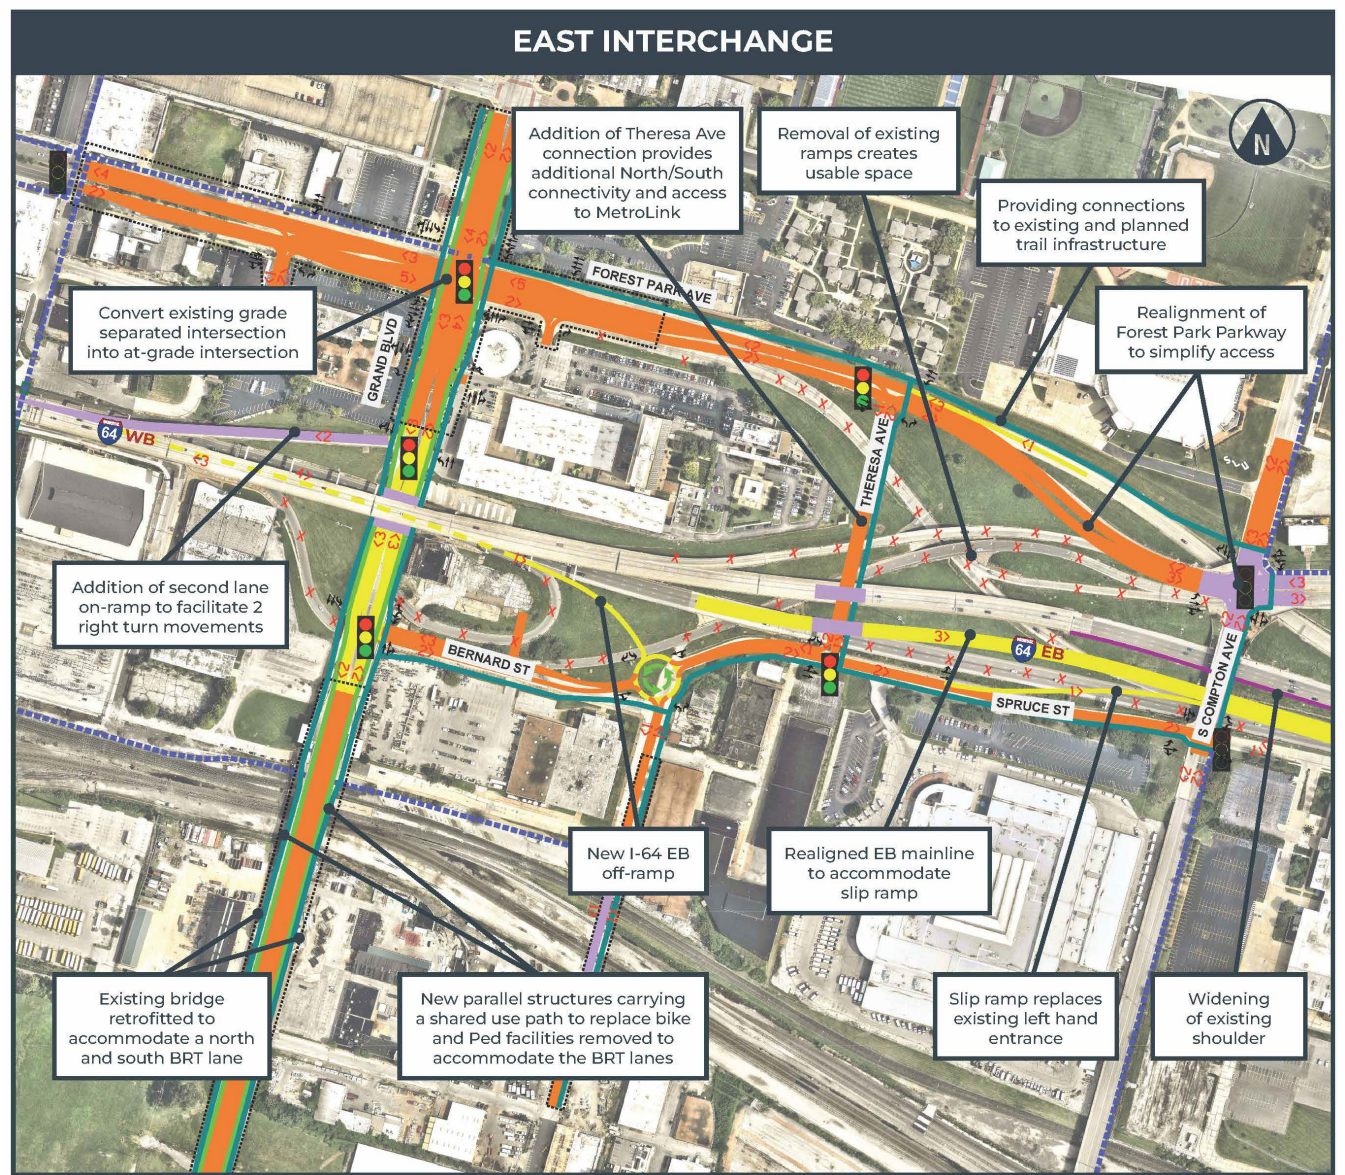 EAST INTERCHANGE
Addition of Theresa Ave
connection provides
additional North/South
connectivity and access
to MetroLink
Removal of existing
ramps creates
usable space
N
Providing connections
to existing and planned
trail infrastructure
Realignment of
Forest Park Parkway
to simplify access
Convert existing grade
separated intersection
into at-grade intersection
FOREST PARK AVE
GRAND BLVD
THERESA AVE
SLU
64 WB
Addition of second lane
on-ramp to facilitate 2
right turn movements
BERNARD ST
64 EB
SPRUCE ST
S COMPTON AVE
New I-64 EB
off-ramp
Realigned EB mainline
to accommodate
slip ramp
Existing bridge
retrofitted to
accommodate a north
and south BRT lane
New parallel structures carrying
a shared use path to replace bike
and Ped facilities removed to
accommodate the BRT lanes
Slip ramp replaces
existing left hand
entrance
Widening
of existing
shoulder